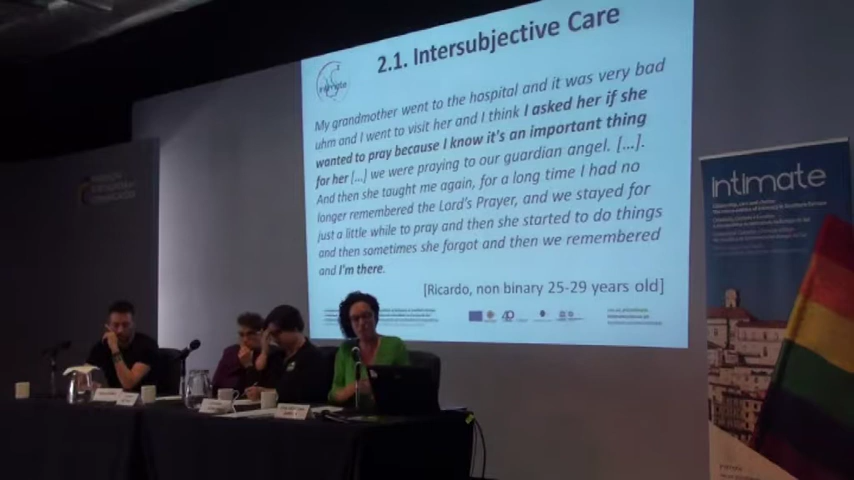 2.1. Intersubjective Care
My grandmother went to the hospital and it was very bad
uhm and I went to visit her and I think I asked her if she
wanted to pray because I know it's an important thing
for her [...] we were praying to our guardian angel. [...].
And then she taught me again, for a long time I had no
longer remembered the Lord's Prayer, and we stayed for
just a little while to pray and then she started to do things
and then sometimes she forgot and then we remembered
and I'm there.
[Ricardo, non binary 25-29 years old]
Intimate